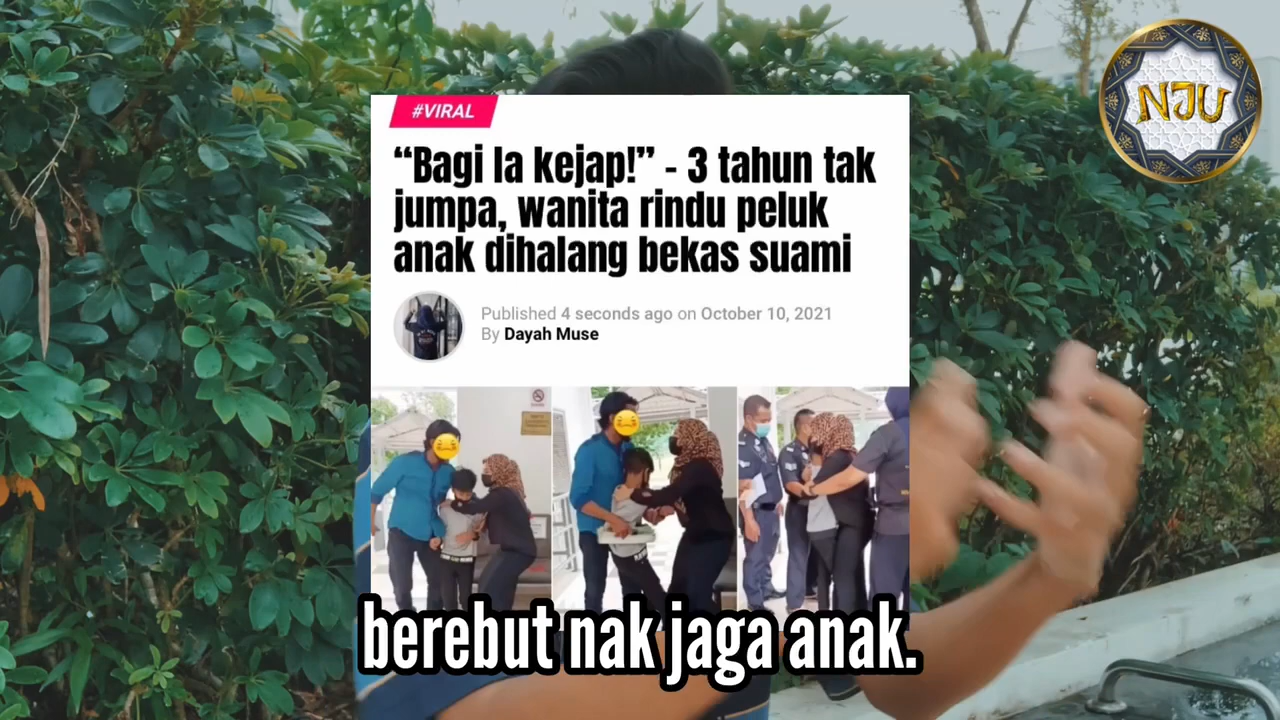 NJU
#VIRAL
“Bagi la kejap!” - 3 tahun tak
jumpa, wanita rindu peluk
anak dihalang bekas suami
Published 4 seconds ago on October 10, 2021
By Dayah Muse
berebut nak jaga anak.